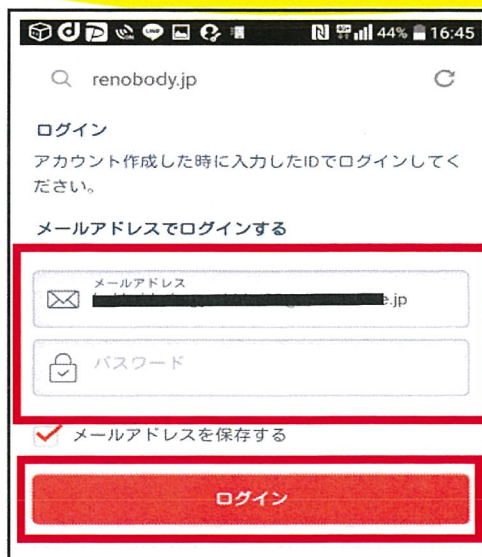 LINE
44% 16:45
renobody.jp
ログイン
アカウント作成した時に入力したIDでログインしてく
ださい。
メールアドレスでログインする
メールアドレス
e.jp
パスワード
メールアドレスを保存する
ログイン